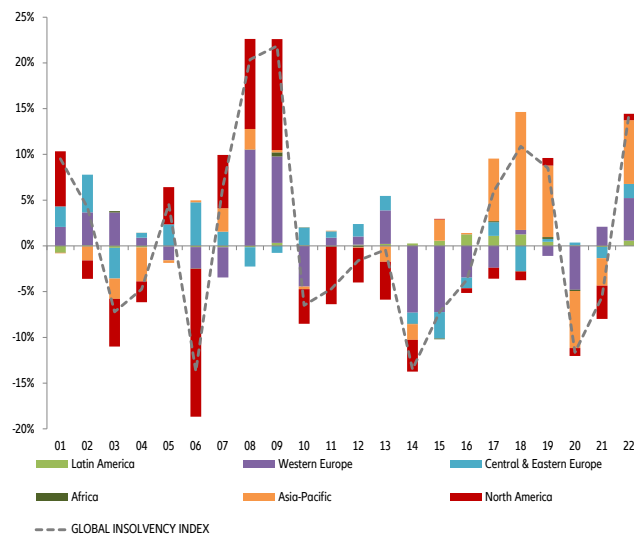 25%
20%
15%
10%
5%
0%
-5%
-10%
-15%
-20%
01 02 03 04 05 06 07 08 09 10 11 12 13 14 15 16 17 18 19 20 21 22
Latin America Western Europe Central & Eastern Europe
Africa Asia-Pacific North America
GLOBAL INSOLVENCY INDEX